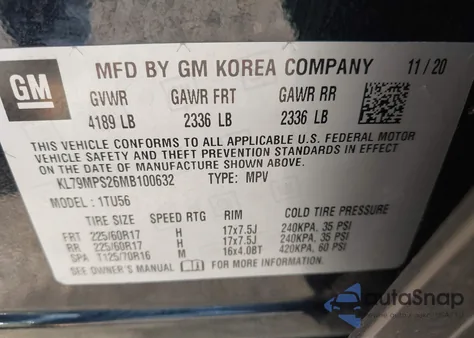 GM
MFD BY GM KOREA COMPANY 11/20
GVWR GAWR FRT GAWR RR
4189 LB 2336 LB 2336 LB
THIS VEHICLE CONFORMS TO ALL APPLICABLE U.S. FEDERAL MOTOR
VEHICLE SAFETY AND THEFT PREVENTION STANDARDS IN EFFECT
ON THE DATE OF MANUFACTURE SHOWN ABOVE.
KL79MPS26MB100632 TYPE: MPV
MODEL : 1TU56
TIRE SIZE SPEED RTG RIM COLD TIRE PRESSURE
FRT 225/60R17 H 17x7.5J 240KPA, 35 PSI
RR 225/60R17 H 17x7.5J 240KPA, 35 PSI
SPA T125/70R16 M 16x4.0BT 420KPA, 60 PSI
SEE OWNER'S MANUAL FOR MORE INFORMATION
autaSnap